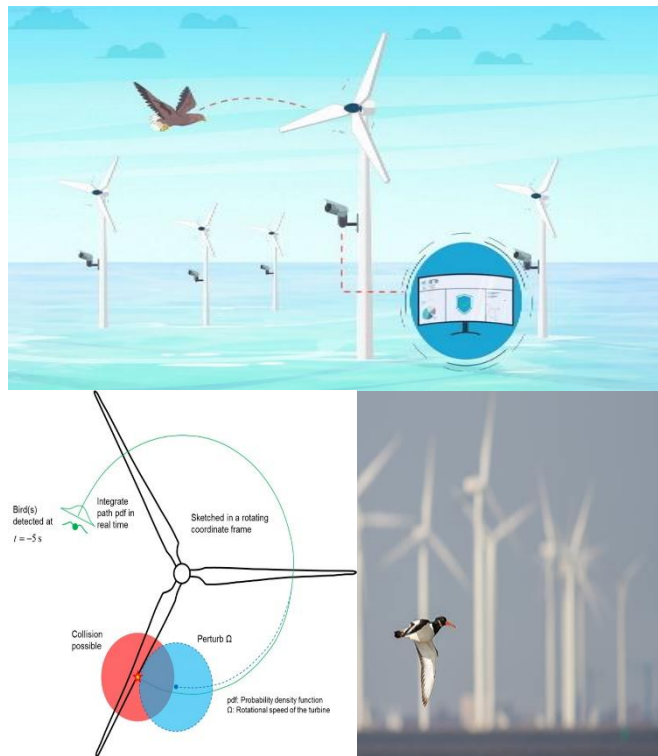 Bird(s)
detected at
t = −5 s
Integrate
path pdf in
real time
Sketched in a rotating
coordinate frame
Collision
possible
Perturb Ω
pdf: Probability density function
Ω: Rotational speed of the turbine